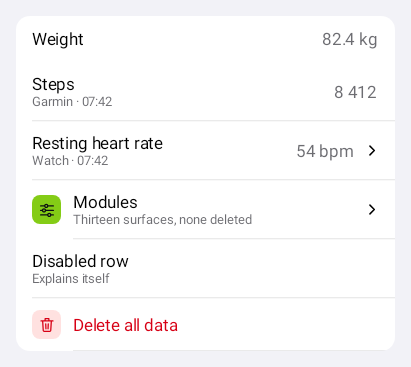 Weight 82.4 kg
Steps
Garmin · 07:42
8 412
Resting heart rate
Watch · 07:42
54 bpm
Modules
Thirteen surfaces, none deleted
Disabled row
Explains itself
Delete all data